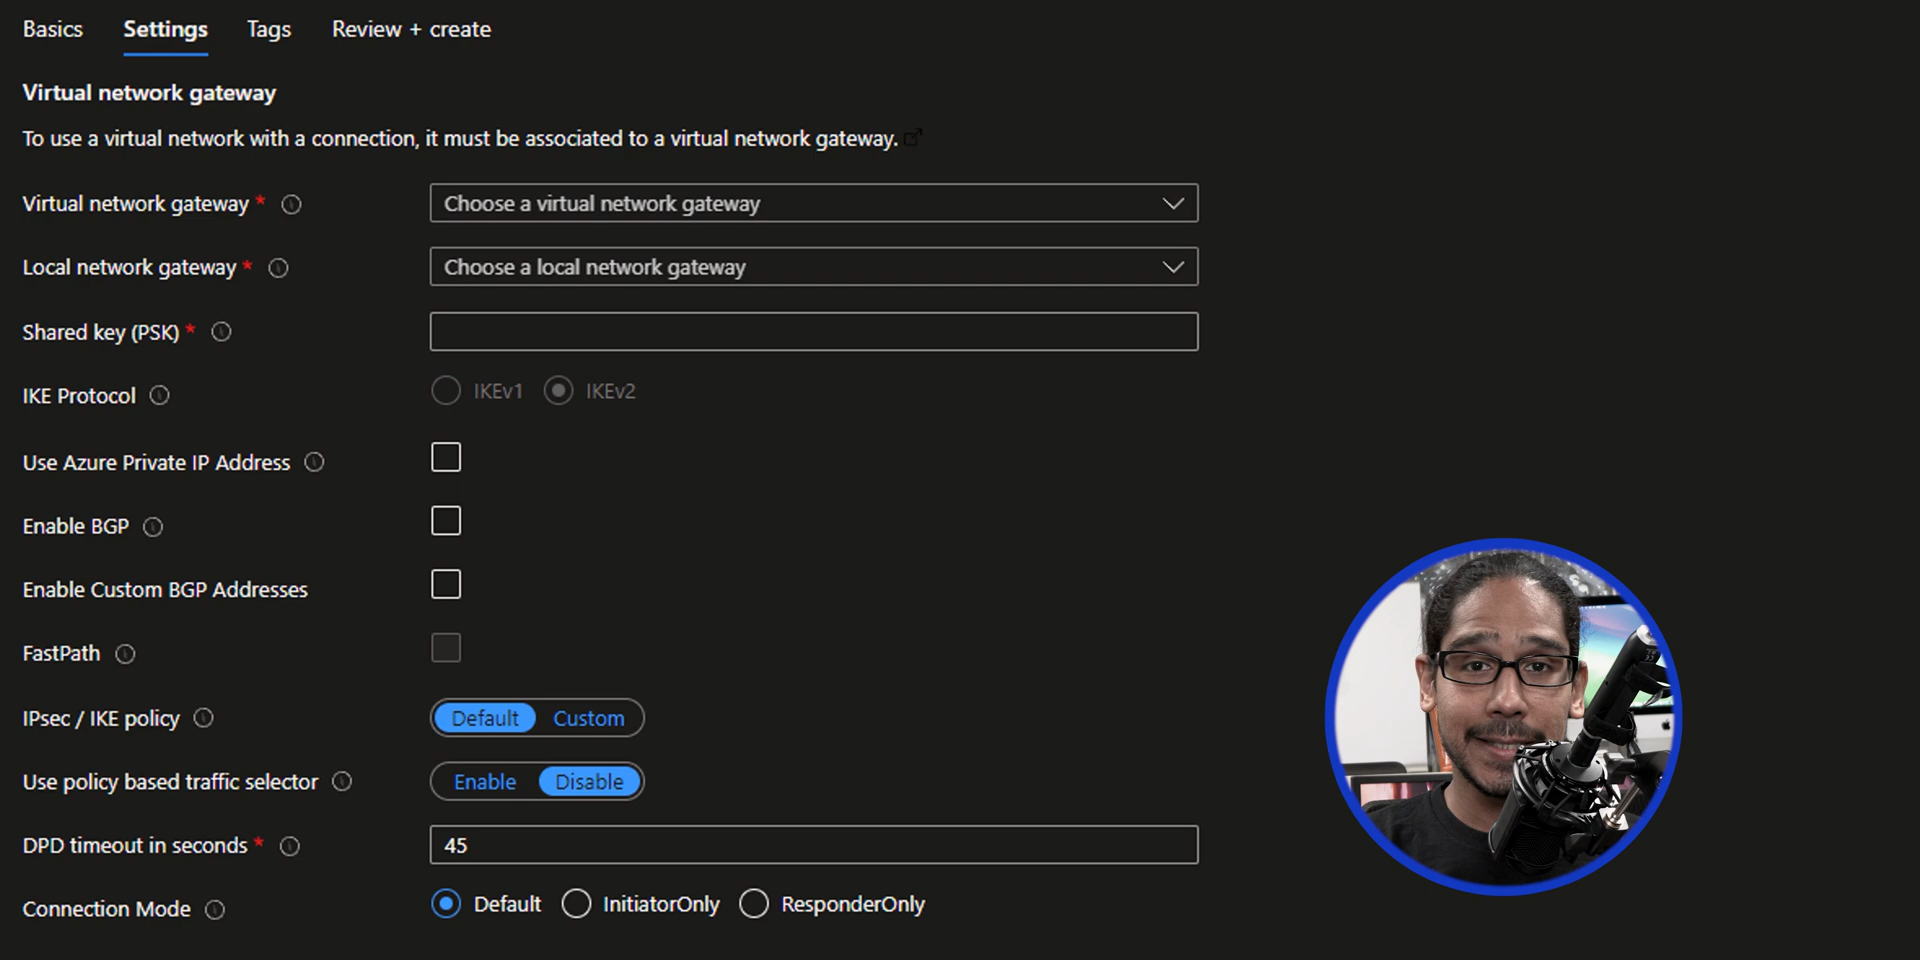 Basics Settings Tags Review + create
Virtual network gateway
To use a virtual network with a connection, it must be associated to a virtual network gateway.
Virtual network gateway * Choose a virtual network gateway
Local network gateway * Choose a local network gateway
Shared key (PSK) *
IKE Protocol IKEv1 IKEv2
Use Azure Private IP Address
Enable BGP
Enable Custom BGP Addresses
FastPath
IPsec / IKE policy Default Custom
Use policy based traffic selector Enable Disable
DPD timeout in seconds * 45
Connection Mode Default InitiatorOnly ResponderOnly